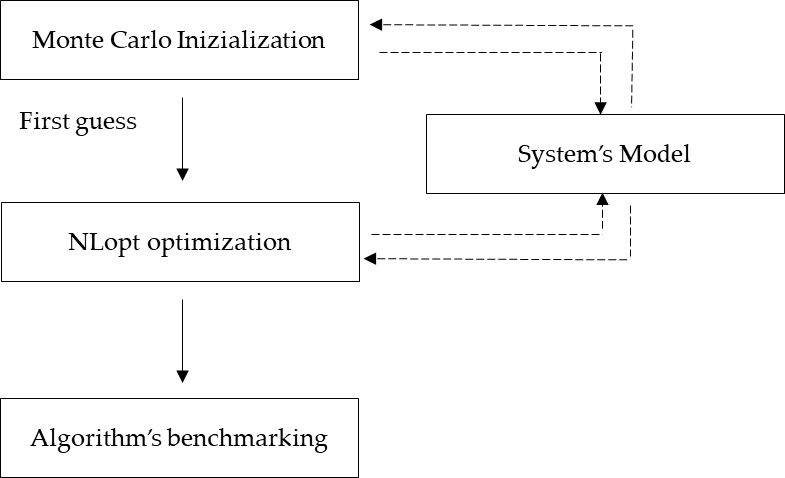 Monte Carlo Inizialization
First guess
System’s Model
NLopt optimization
Algorithm’s benchmarking